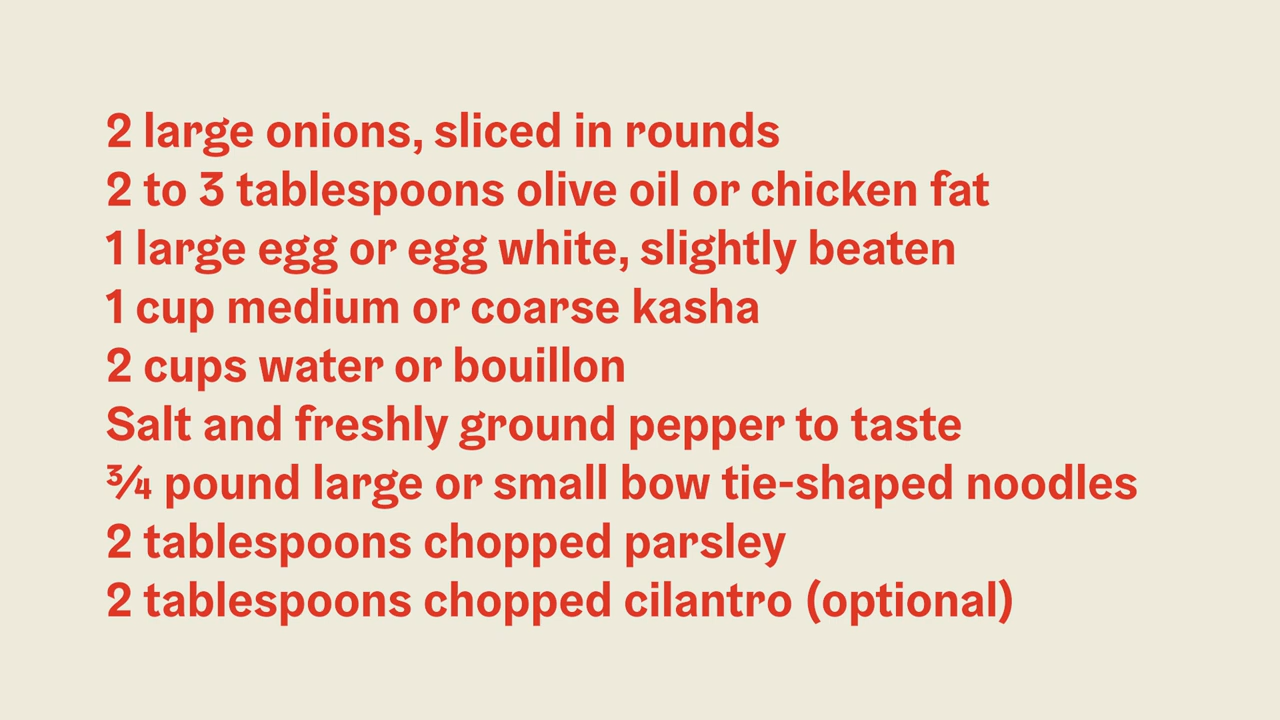 2 large onions, sliced in rounds
2 to 3 tablespoons olive oil or chicken fat
1 large egg or egg white, slightly beaten
1 cup medium or coarse kasha
2 cups water or bouillon
Salt and freshly ground pepper to taste
¾ pound large or small bow tie-shaped noodles
2 tablespoons chopped parsley
2 tablespoons chopped cilantro (optional)